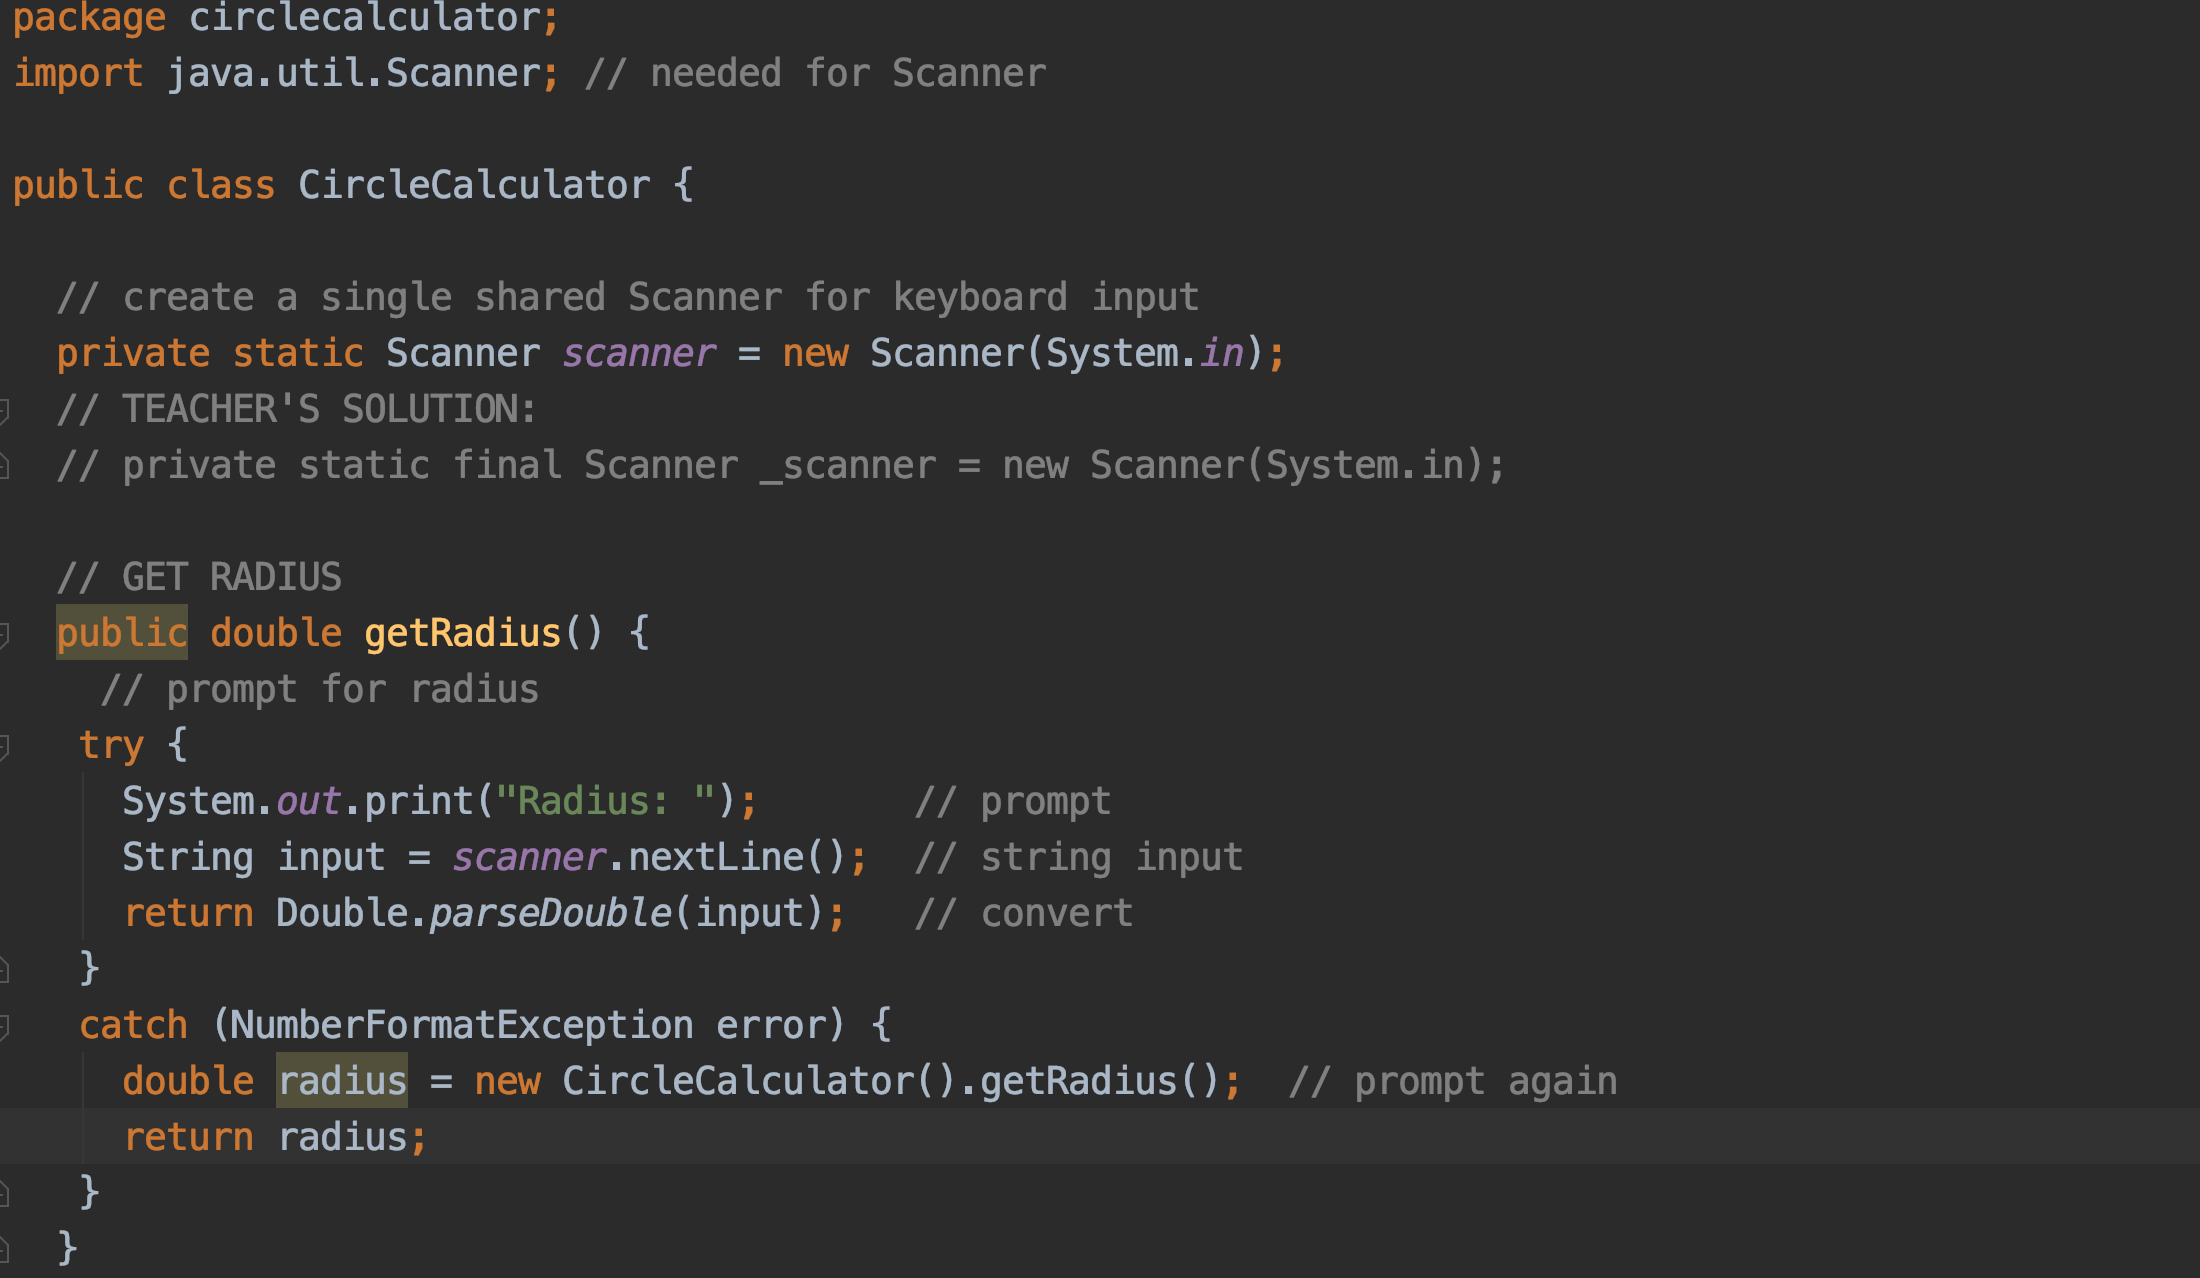 package circlecalculator;
import java.util.Scanner; // needed for Scanner
public class CircleCalculator {
// create a single shared Scanner for keyboard input
private static Scanner scanner = new Scanner(System.in);
// TEACHER'S SOLUTION:
// private static final Scanner _scanner = new Scanner(System.in);
// GET RADIUS
public double getRadius() {
// prompt for radius
try {
System.out.print("Radius: "); // prompt
String input = scanner.nextLine(); // string input
return Double.parseDouble(input); // convert
}
catch (NumberFormatException error) {
double radius = new CircleCalculator().getRadius(); // prompt again
return radius;
}
}